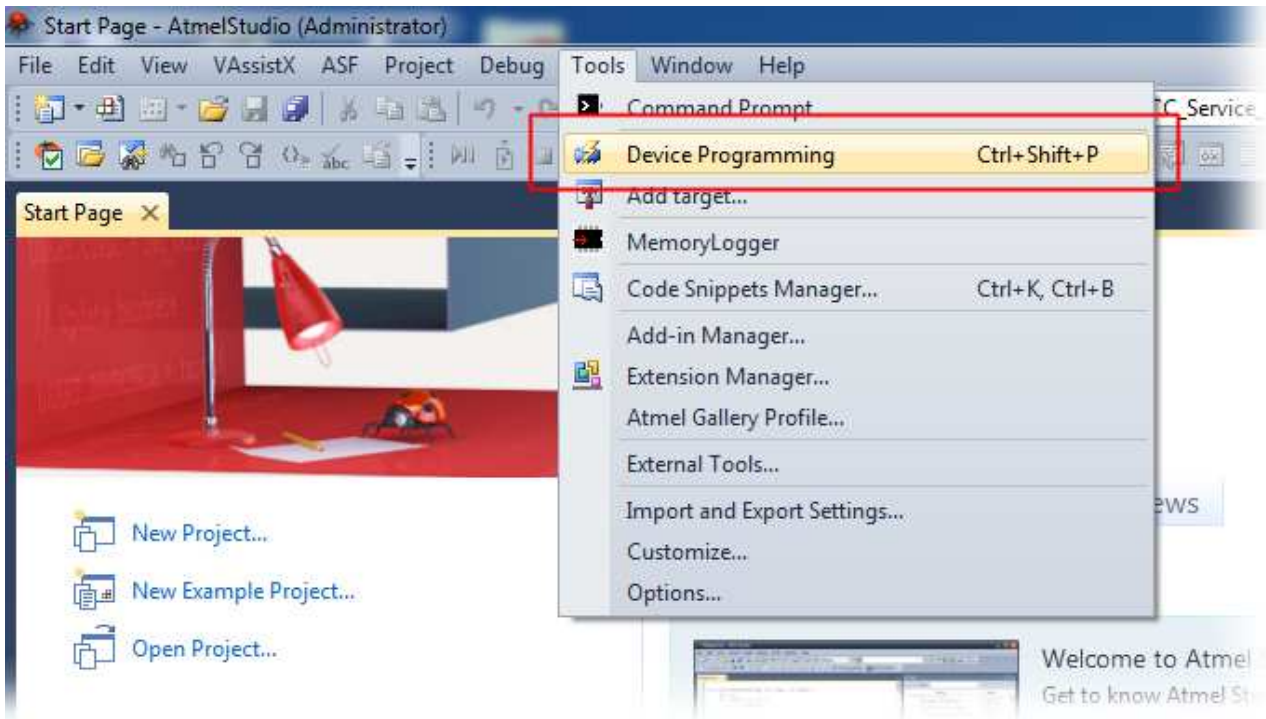 Start Page - AtmelStudio (Administrator)
File Edit View VAssistX ASF Project Debug Tools Window Help
Command Prompt
C_Service_
Device Programming Ctrl+Shift+P
Add target...
Start Page
MemoryLogger
Code Snippets Manager... Ctrl+K, Ctrl+B
Add-in Manager...
Extension Manager...
Atmel Gallery Profile...
External Tools...
Import and Export Settings...
ews
New Project...
Customize...
New Example Project...
Options...
Open Project...
Welcome to Atmel
Get to know Atmel